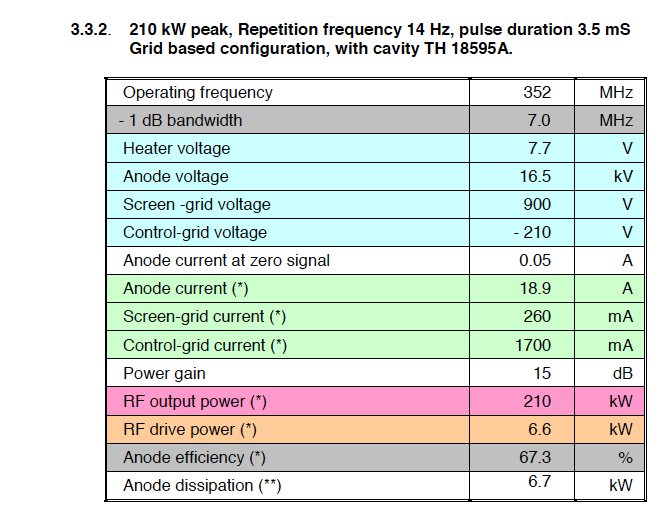 3.3.2. 210 kW peak, Repetition frequency 14 Hz, pulse duration 3.5 mS
Grid based configuration, with cavity TH 18595A.
Operating frequency 352 MHz
- 1 dB bandwidth 7.0 MHz
Heater voltage 7.7 V
Anode voltage 16.5 kV
Screen -grid voltage 900 V
Control-grid voltage - 210 V
Anode current at zero signal 0.05 A
Anode current (*) 18.9 A
Screen-grid current (*) 260 mA
Control-grid current (*) 1700 mA
Power gain 15 dB
RF output power (*) 210 kW
RF drive power (*) 6.6 kW
Anode efficiency (*) 67.3 %
Anode dissipation (**) 6.7 kW